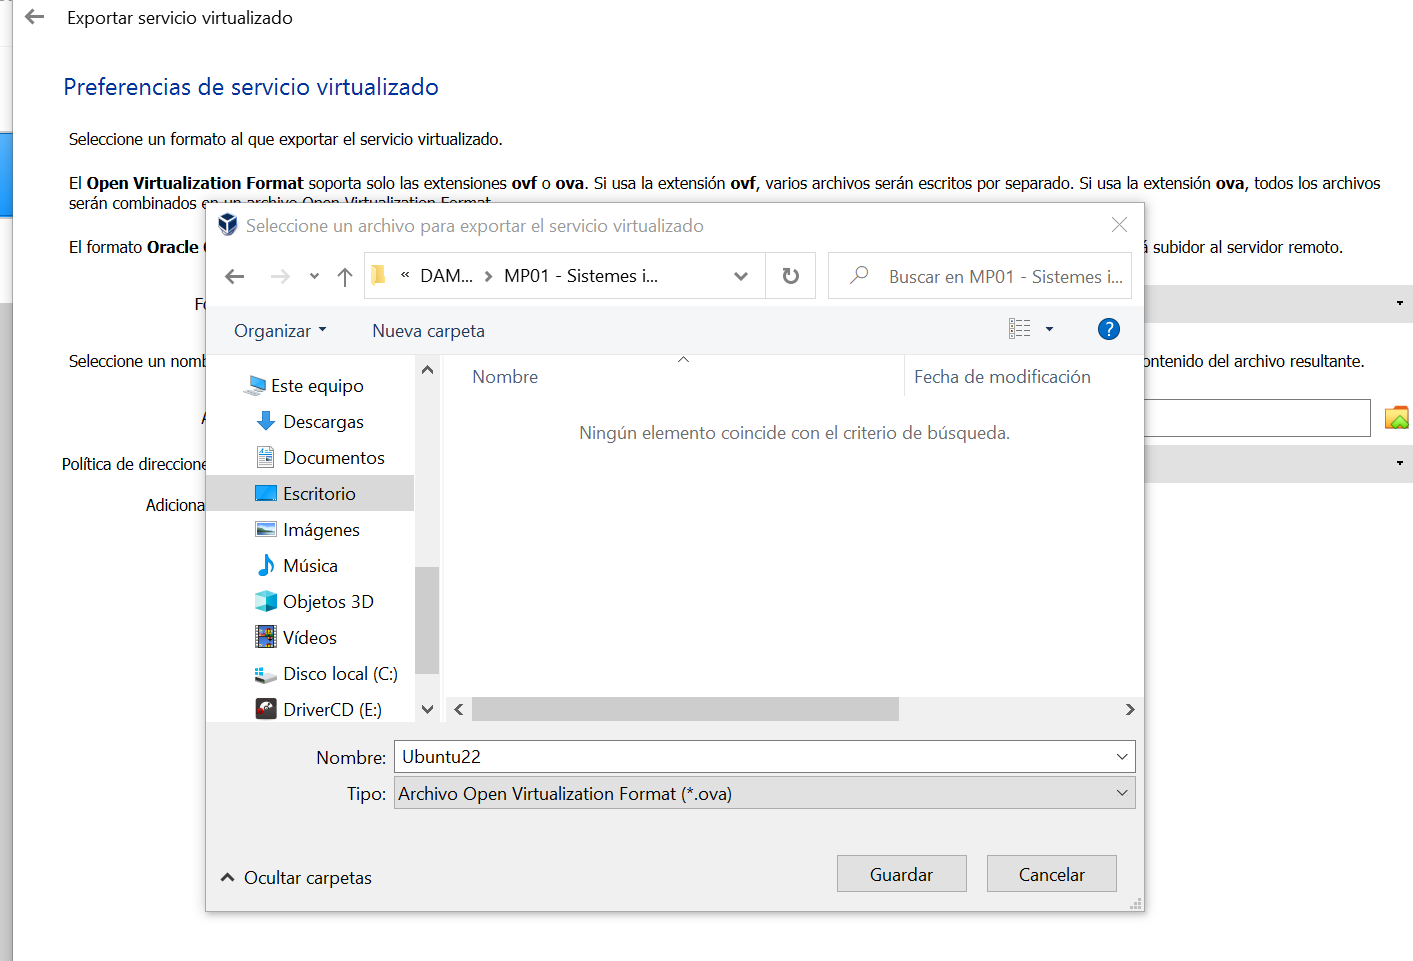 Exportar servicio virtualizado
Preferencias de servicio virtualizado
Seleccione un formato al que exportar el servicio virtualizado.
El Open Virtualization Format soporta solo las extensiones ovf o ova. Si usa la extensión ovf, varios archivos serán escritos por separado. Si usa la extensión ova, todos los archivos
serán combinados en un archivo Open Virtualization Format.
Seleccione un archivo para exportar el servicio virtualizado
El formato Oracle
subidor al servidor remoto.
« DAM... > MP01 - Sistemes i...
Buscar en MP01 - Sistemes i...
Organizar
Nueva carpeta
Seleccione un
del archivo resultante.
Nombre
Fecha de modificación
Este equipo
Descargas
Ningún elemento coincide con el criterio de búsqueda.
Documentos
Política de
Escritorio
Imágenes
Música
Objetos 3D
Vídeos
Disco local (C:)
DriverCD (E:)
Nombre: Ubuntu22
Tipo: Archivo Open Virtualization Format (*.ova)
Ocultar carpetas
Guardar
Cancelar